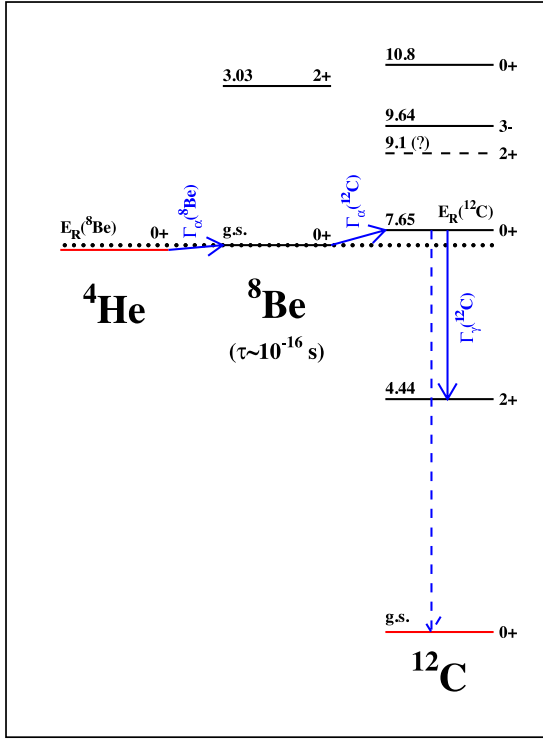 10.8
0+
3.03 2+
9.64
3-
9.1 (?)
2+
E_R(⁸Be) 0+
Γ_α(⁸Be)
g.s. 0+
Γ_α(¹²C)
7.65 E_R(¹²C)
0+
⁴He
⁸Be
(τ~10⁻¹⁶ s)
Γ_γ(¹²C)
4.44
2+
g.s.
0+
¹²C